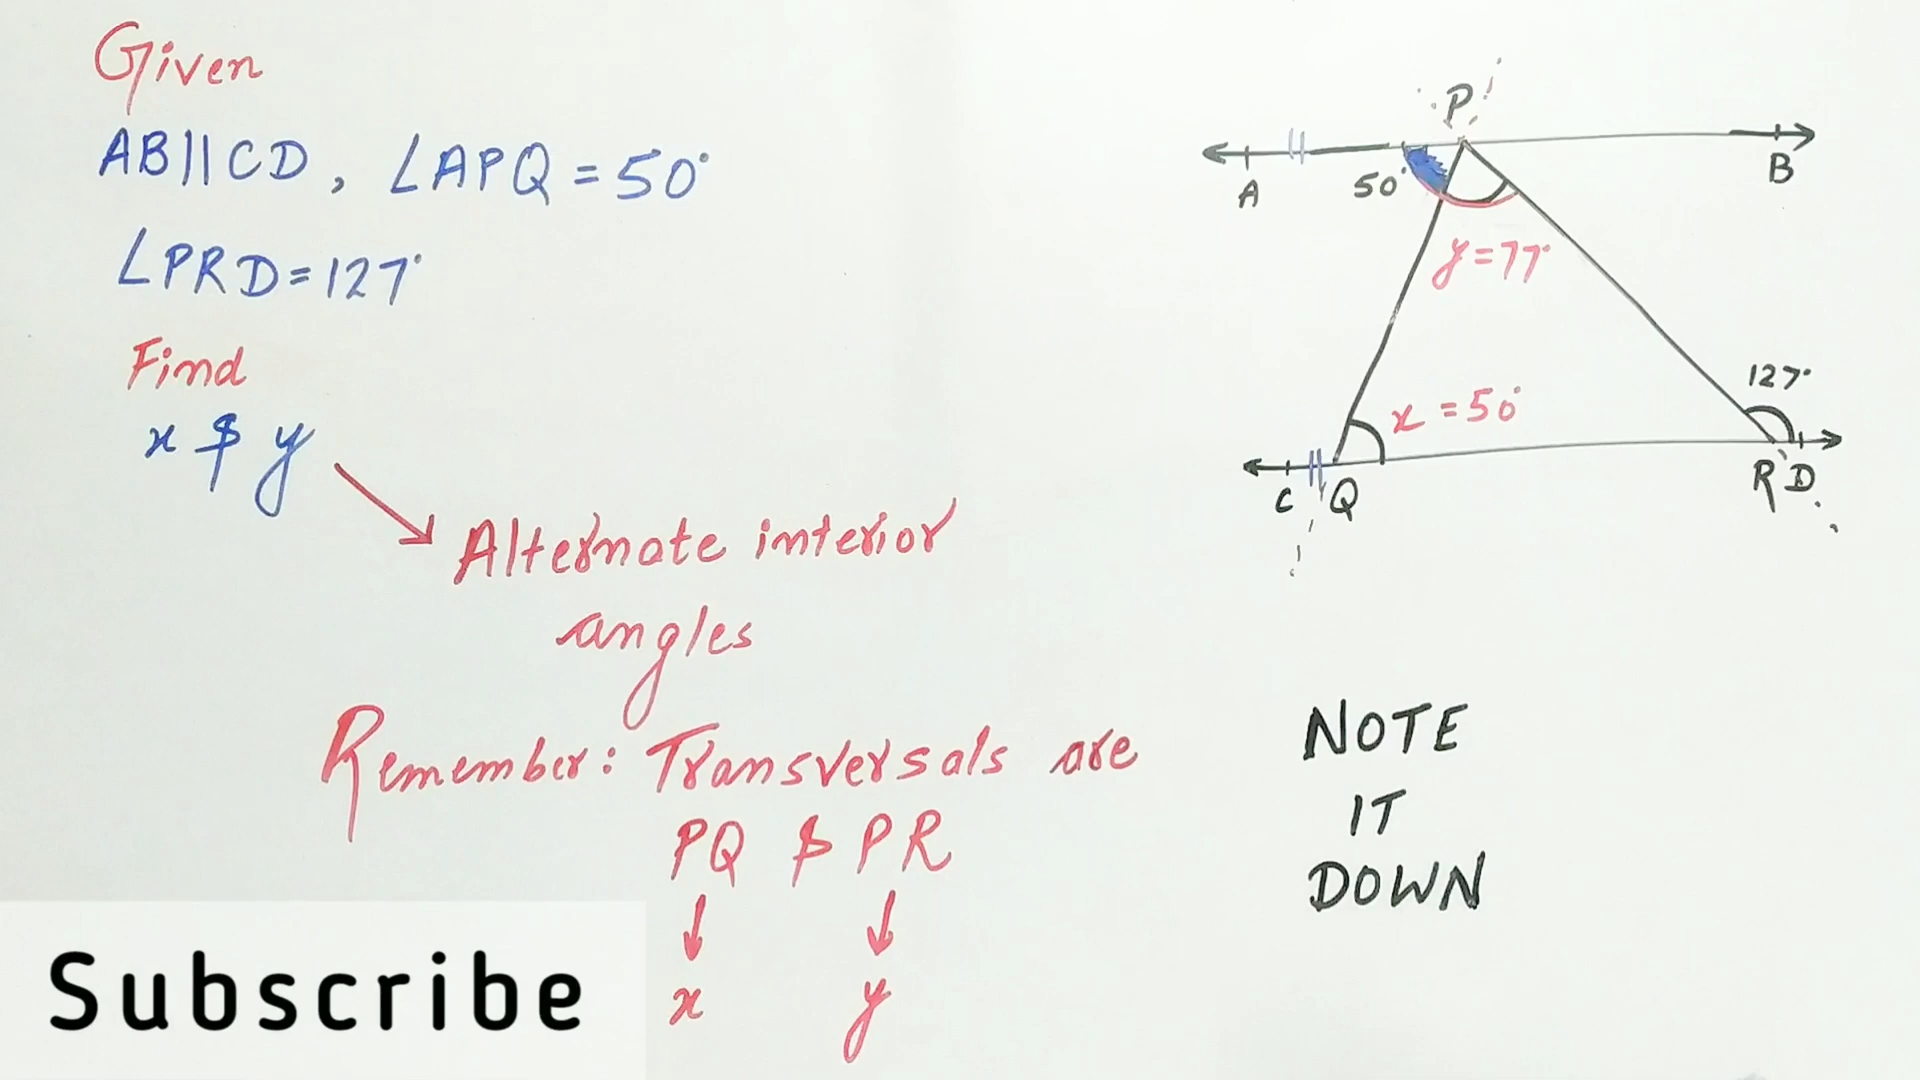 Given
AB||CD, ∠APQ = 50°
∠PRD = 127°
Find
x & y
Alternate interior
angles
Remember: Transversals are
PQ & PR
↓ ↓
x y
P
A
50°
B
y = 77°
127°
x = 50°
C Q
R D
NOTE
IT
DOWN
Subscribe